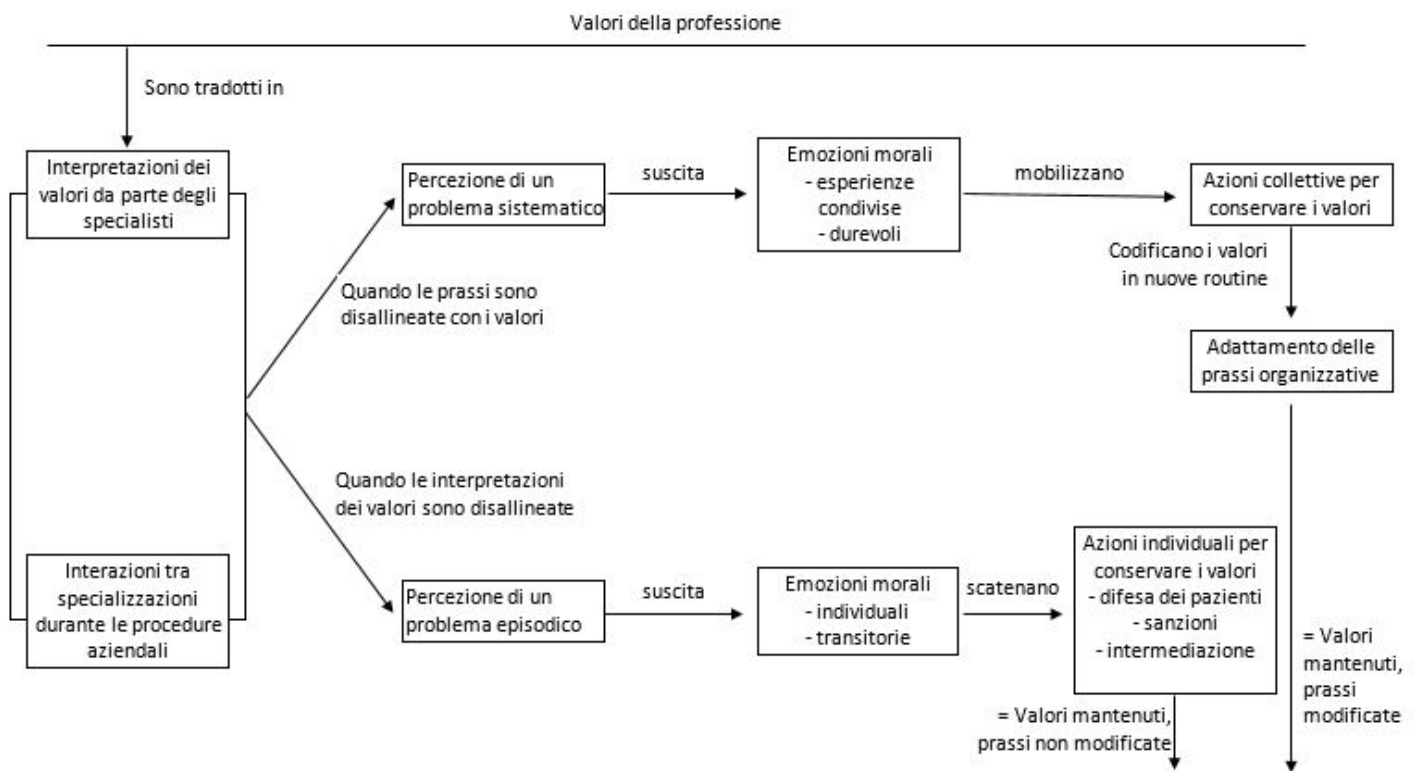 Valori della professione
Sono tradotti in
Interpretazioni dei
valori da parte degli
specialisti
Interazioni tra
specializzazioni
durante le procedure
aziendali
Quando le prassi sono
disallineate con i valori
Percezione di un
problema sistematico
suscita
Emozioni morali
- esperienze
condivise
- durevoli
mobilizzano
Azioni collettive per
conservare i valori
Codificano i valori
in nuove routine
Adattamento delle
prassi organizzative
= Valori
mantenuti,
prassi
modificate
Quando le interpretazioni
dei valori sono disallineate
Percezione di un
problema episodico
suscita
Emozioni morali
- individuali
- transitorie
scatenano
Azioni individuali per
conservare i valori
- difesa dei pazienti
- sanzioni
- intermediazione
= Valori mantenuti,
prassi non modificate